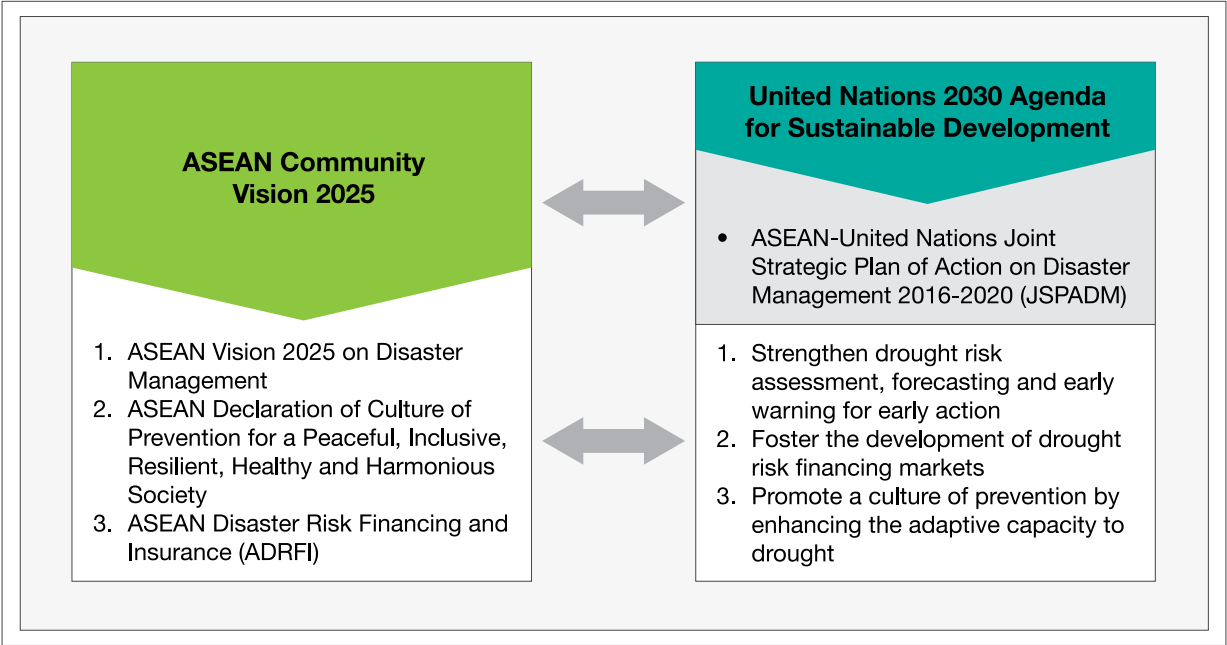 ASEAN Community
Vision 2025
1. ASEAN Vision 2025 on Disaster
Management
2. ASEAN Declaration of Culture of
Prevention for a Peaceful, Inclusive,
Resilient, Healthy and Harmonious
Society
3. ASEAN Disaster Risk Financing and
Insurance (ADRFI)
United Nations 2030 Agenda
for Sustainable Development
• ASEAN-United Nations Joint
Strategic Plan of Action on Disaster
Management 2016-2020 (JSPADM)
1. Strengthen drought risk
assessment, forecasting and early
warning for early action
2. Foster the development of drought
risk financing markets
3. Promote a culture of prevention by
enhancing the adaptive capacity to
drought